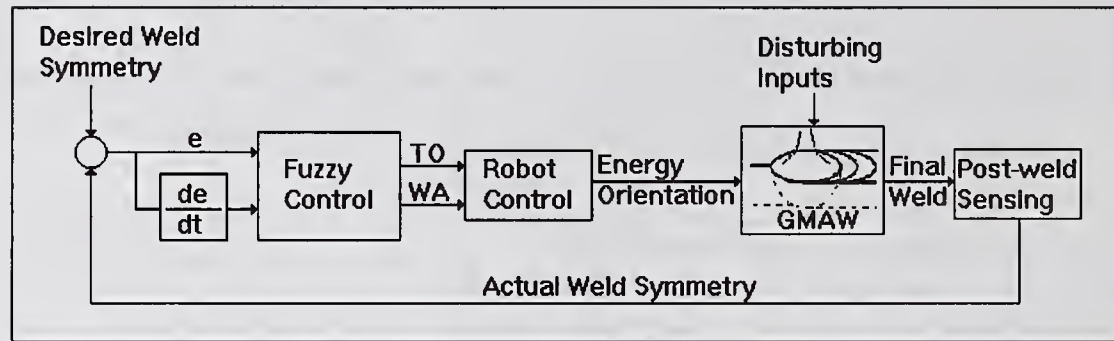 Desired Weld
Symmetry
Disturbing
Inputs
e
de
dt
Fuzzy
Control
TO
WA
Robot
Control
Energy
Orientation
GMAW
Final
Weld
Post-weld
Sensing
Actual Weld Symmetry